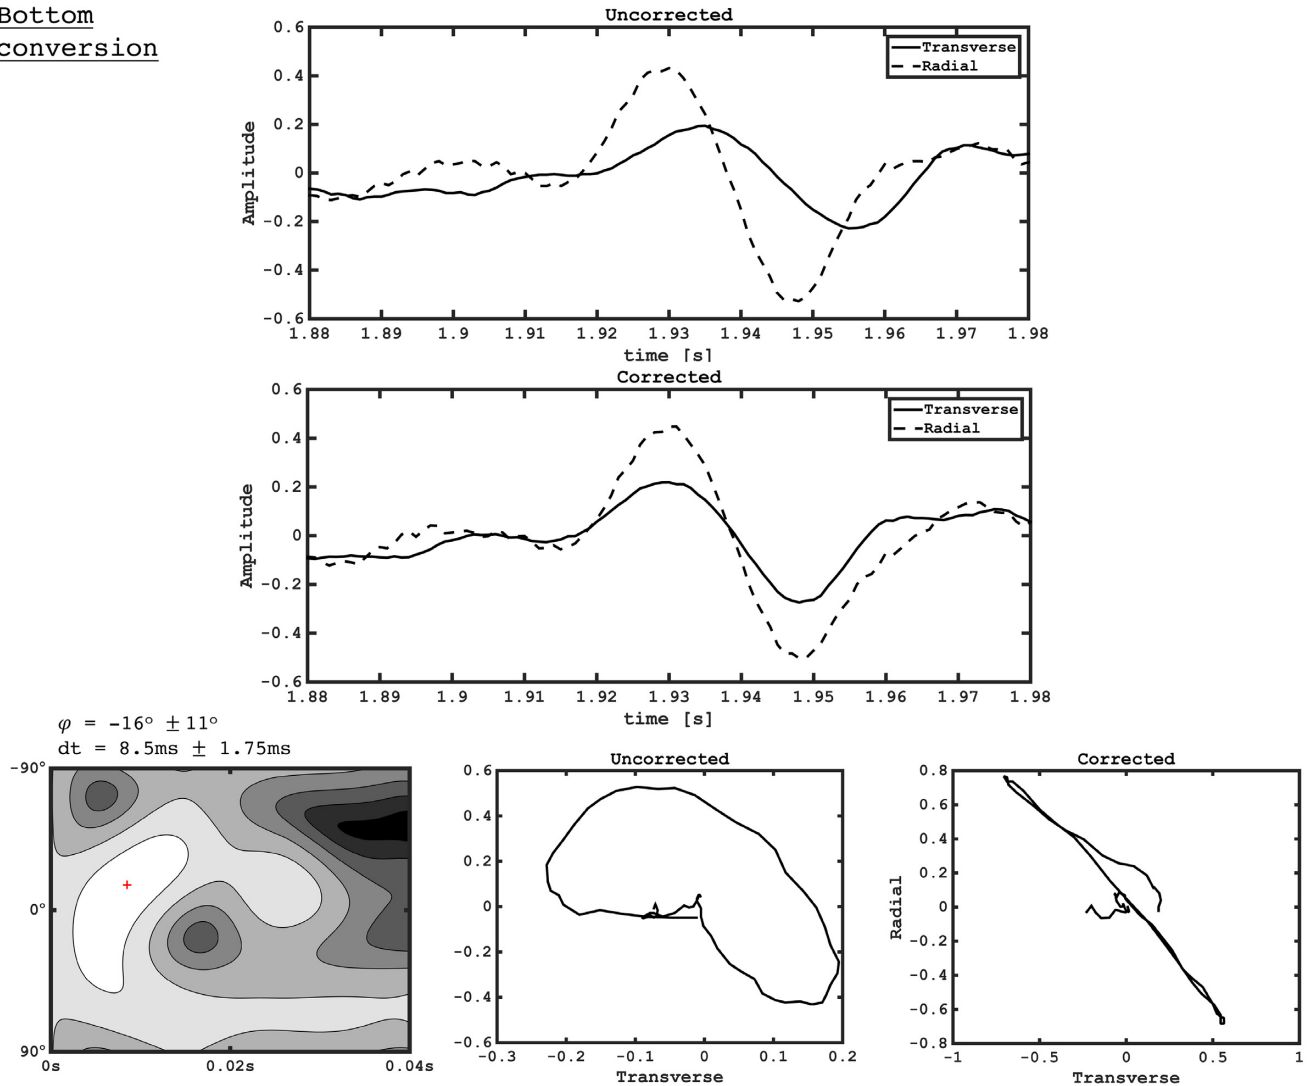 Bottom
conversion
Uncorrected
Transverse
Radial
Amplitude
0.6
0.4
0.2
0
-0.2
-0.4
-0.6
1.88 1.89 1.9 1.91 1.92 1.93 1.94 1.95 1.96 1.97 1.98
time [s]
Corrected
Transverse
Radial
Amplitude
0.6
0.4
0.2
0
-0.2
-0.4
-0.6
1.88 1.89 1.9 1.91 1.92 1.93 1.94 1.95 1.96 1.97 1.98
time [s]
φ = -16° ±11°
dt = 8.5ms ± 1.75ms
-90°
0°
90°
0s 0.02s 0.04s
Uncorrected
0.6
0.4
0.2
0
-0.2
-0.4
-0.6
-0.3 -0.2 -0.1 0 0.1 0.2
Transverse
Corrected
Radial
0.8
0.6
0.4
0.2
0
-0.2
-0.4
-0.6
-0.8
-1 -0.5 0 0.5 1
Transverse